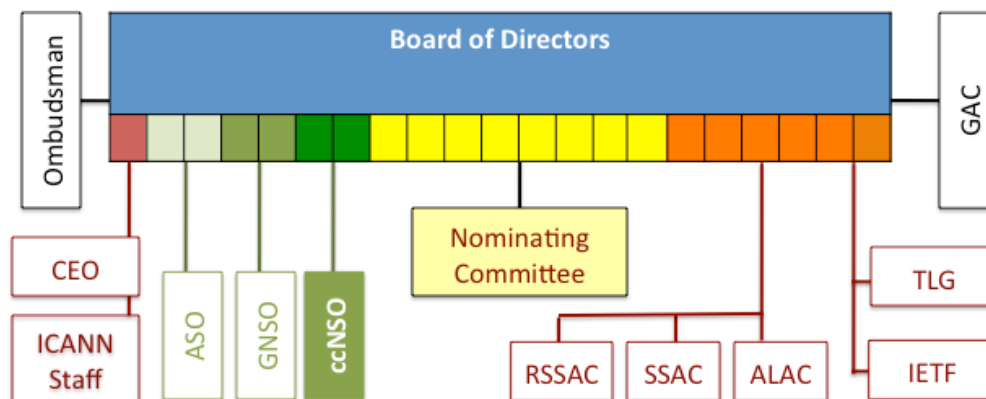 Board of Directors
Ombudsman
GAC
CEO
ICANN
Staff
ASO
GNSO
ccNSO
Nominating
Committee
RSSAC
SSAC
ALAC
TLG
IETF